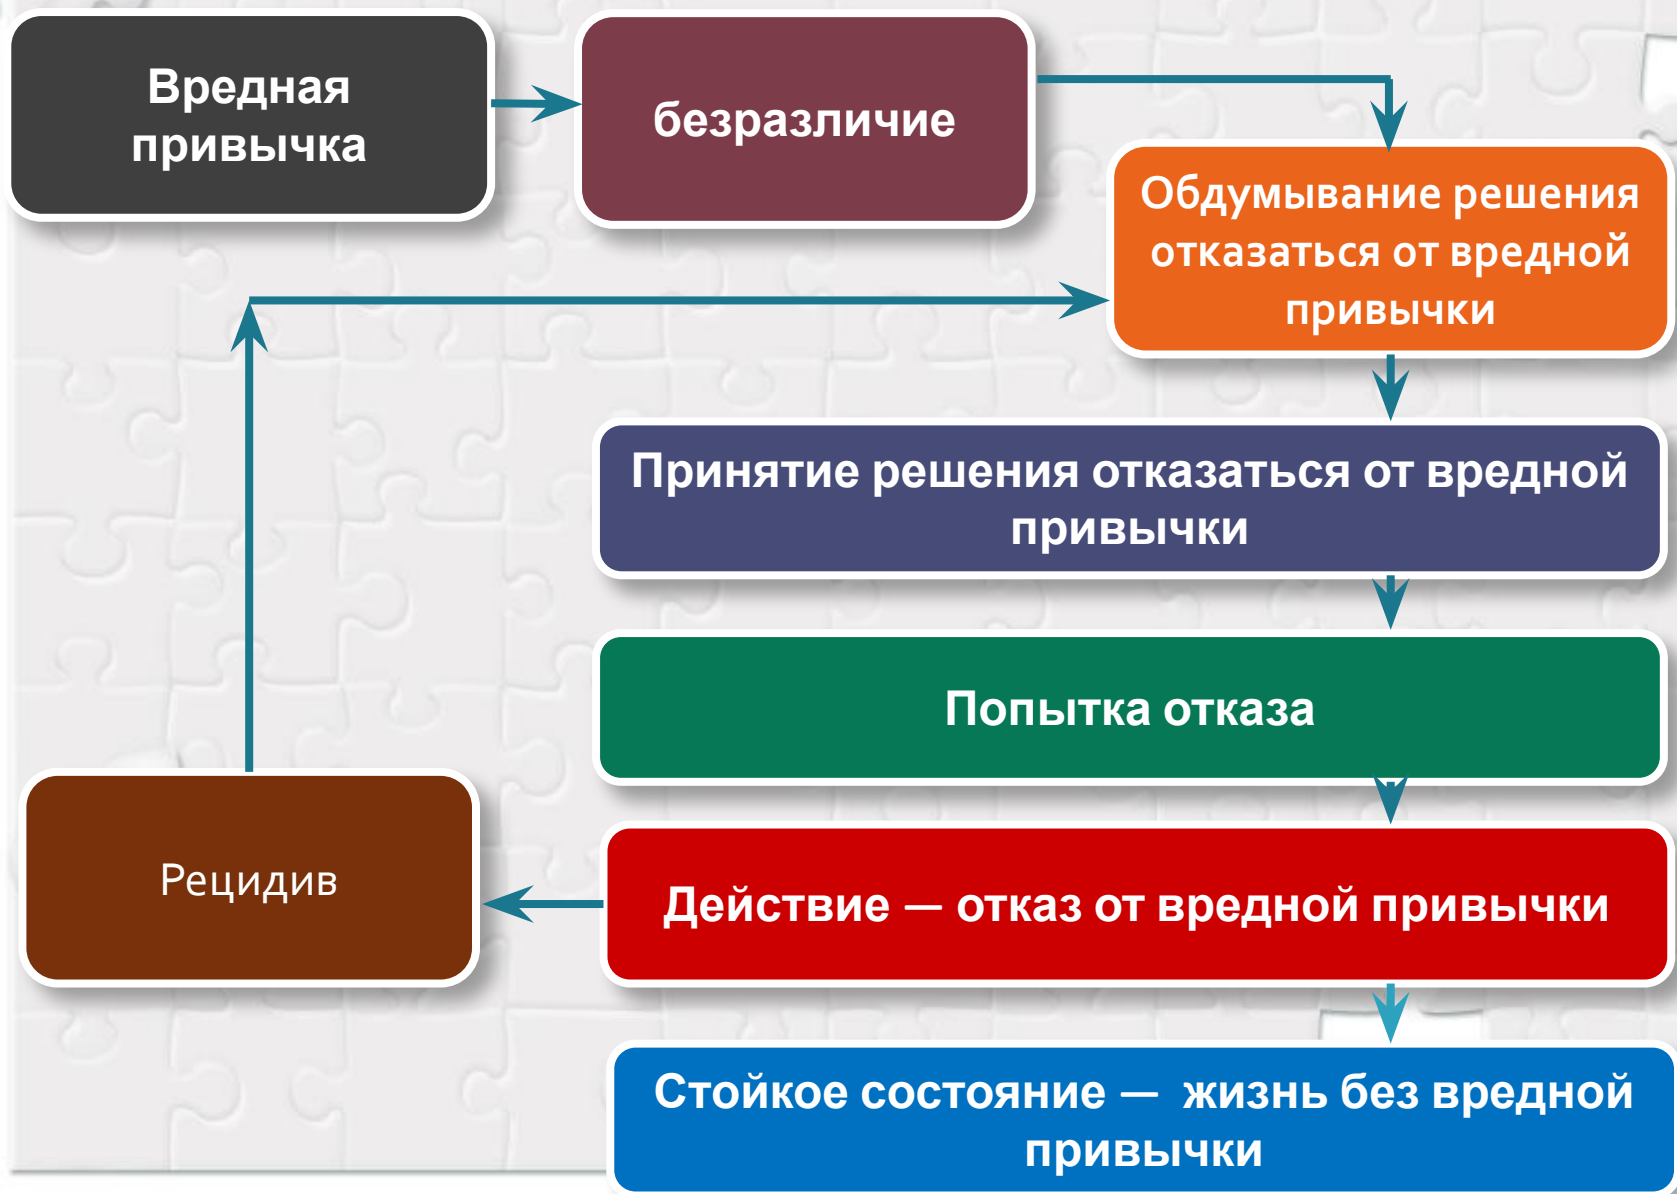 Вредная
привычка
безразличие
Обдумывание решения
отказаться от вредной
привычки
Принятие решения отказаться от вредной
привычки
Попытка отказа
Рецидив
Действие — отказ от вредной привычки
Стойкое состояние — жизнь без вредной
привычки